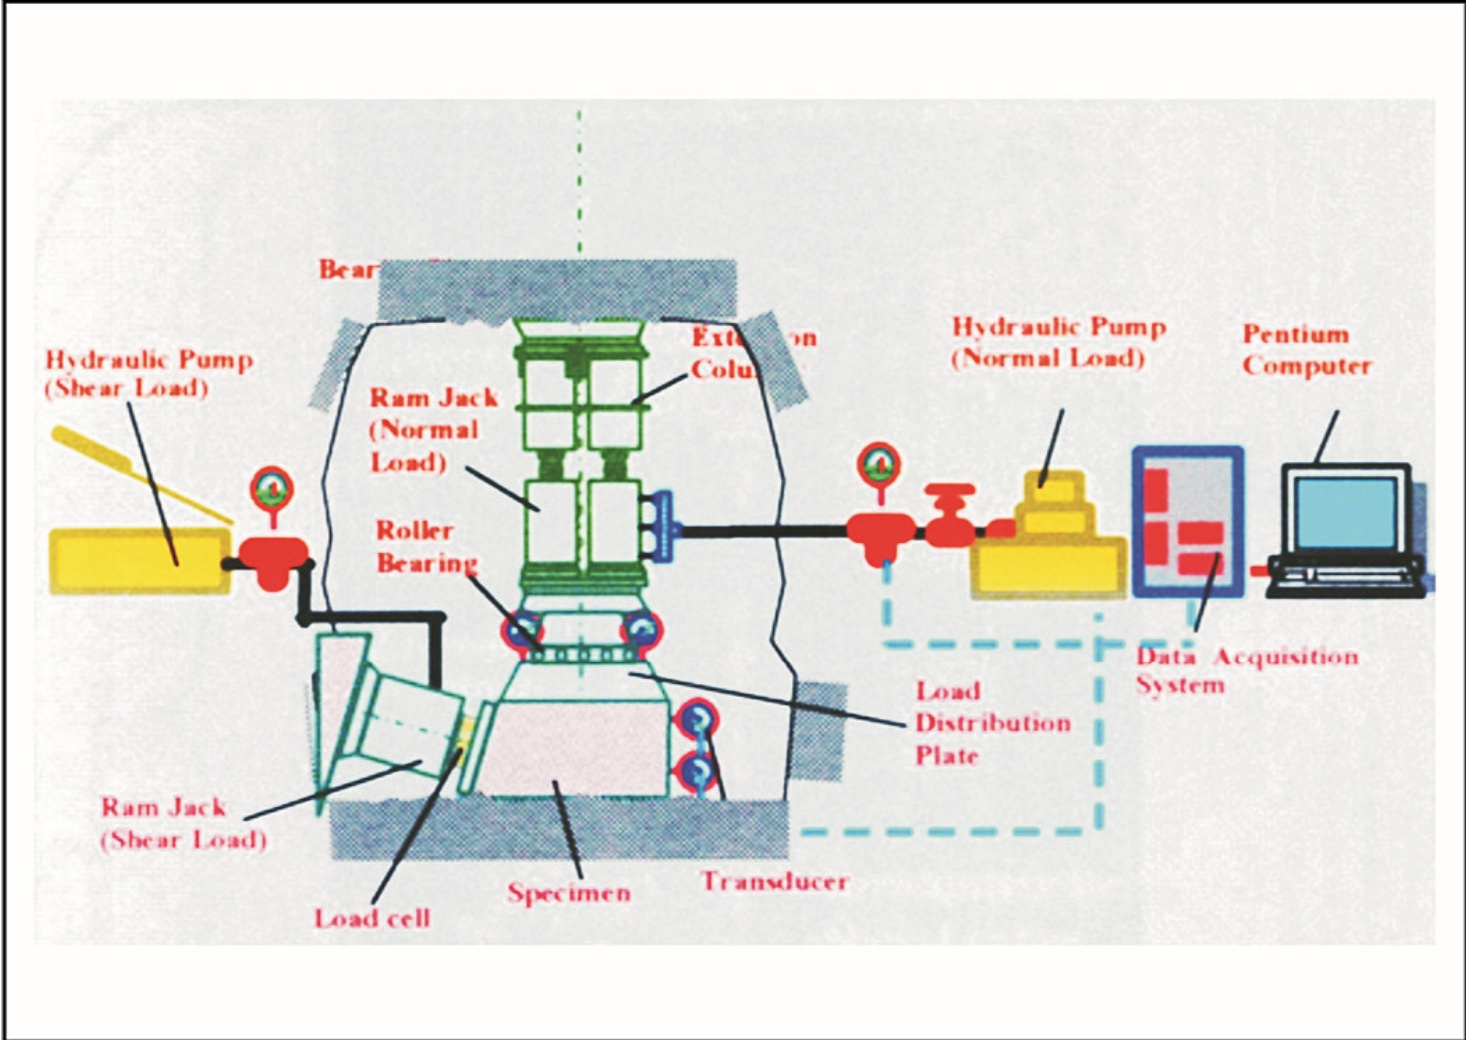 Hydraulic Pump
(Shear Load)
Ram Jack
(Normal
Load)
Roller
Bearing
Hydraulic Pump
(Normal Load)
Pentium
Computer
Data Acquisition
System
Load
Distribution
Plate
Ram Jack
(Shear Load)
Load cell
Specimen
Transducer